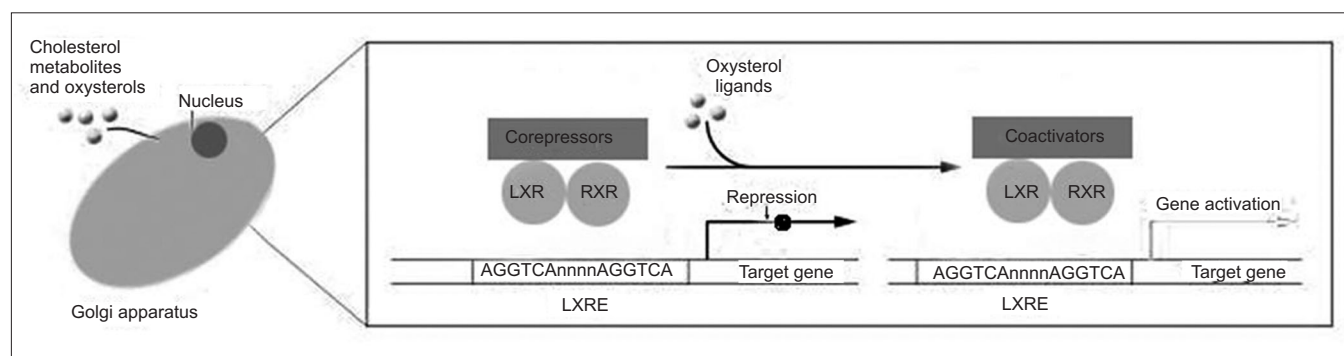 Cholesterol
metabolites
and oxysterols
Nucleus
Golgi apparatus
Oxysterol
ligands
Corepressors
LXR
RXR
Repression
AGGTCAnnnnAGGTCA
Target gene
LXRE
Coactivators
LXR
RXR
Gene activation
AGGTCAnnnnAGGTCA
Target gene
LXRE